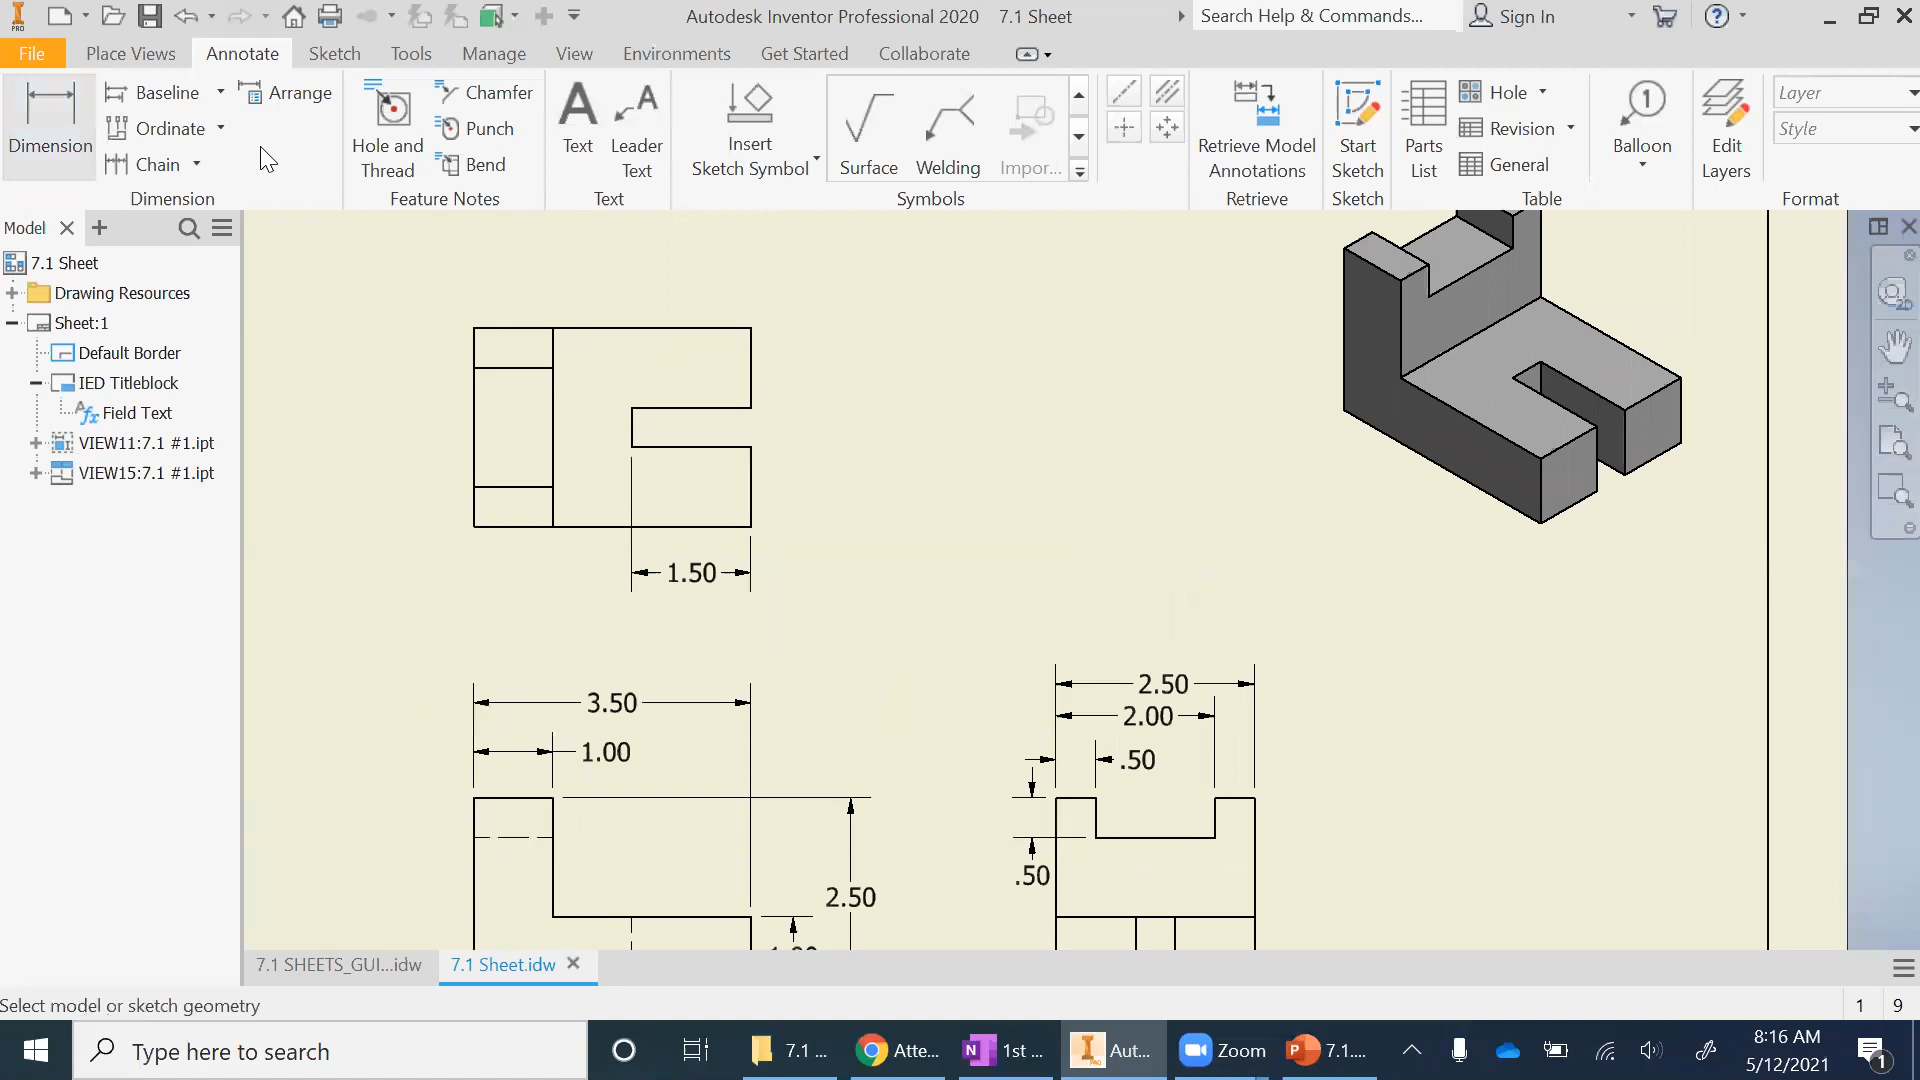 PRO
Autodesk Inventor Professional 2020 7.1 Sheet
Search Help & Commands...
Sign In
File
Place Views
Annotate
Sketch
Tools
Manage
View
Environments
Get Started
Collaborate
Dimension
Baseline
Ordinate
Chain
Arrange
Dimension
Hole and
Thread
Chamfer
Punch
Bend
Feature Notes
Text
Leader
Text
Text
Insert
Sketch Symbol
Surface
Welding
Impor...
Symbols
Retrieve Model
Annotations
Retrieve
Start
Sketch
Sketch
Parts
List
Hole
Revision
General
Table
Balloon
Edit
Layers
Layer
Style
Format
Model
7.1 Sheet
Drawing Resources
Sheet:1
Default Border
IED Titleblock
Field Text
VIEW11:7.1 #1.ipt
VIEW15:7.1 #1.ipt
1.50
3.50
1.00
2.50
2.50
2.00
.50
.50
7.1 SHEETS_GUI...idw
7.1 Sheet.idw
Select model or sketch geometry
1 9
Type here to search
7.1 ...
Atte...
1st ...
Aut...
Zoom
7.1....
8:16 AM
5/12/2021
1